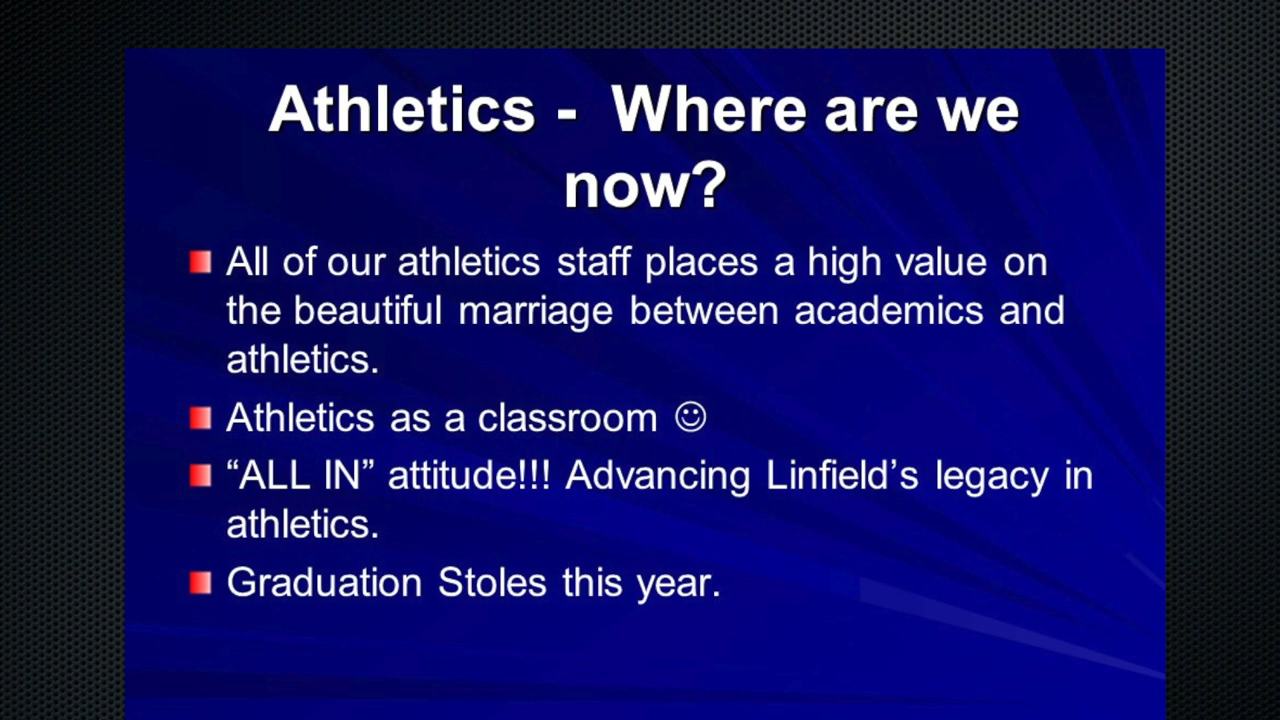 Athletics - Where are we
now?
All of our athletics staff places a high value on
the beautiful marriage between academics and
athletics.
Athletics as a classroom ☺
“ALL IN” attitude!!! Advancing Linfield’s legacy in
athletics.
Graduation Stoles this year.